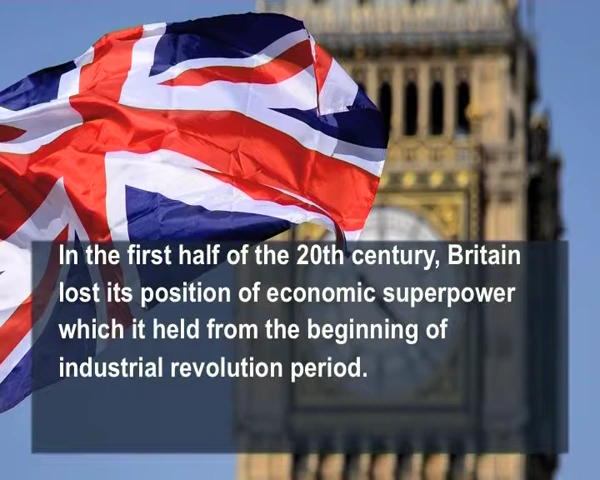 In the first half of the 20th century, Britain
lost its position of economic superpower
which it held from the beginning of
industrial revolution period.